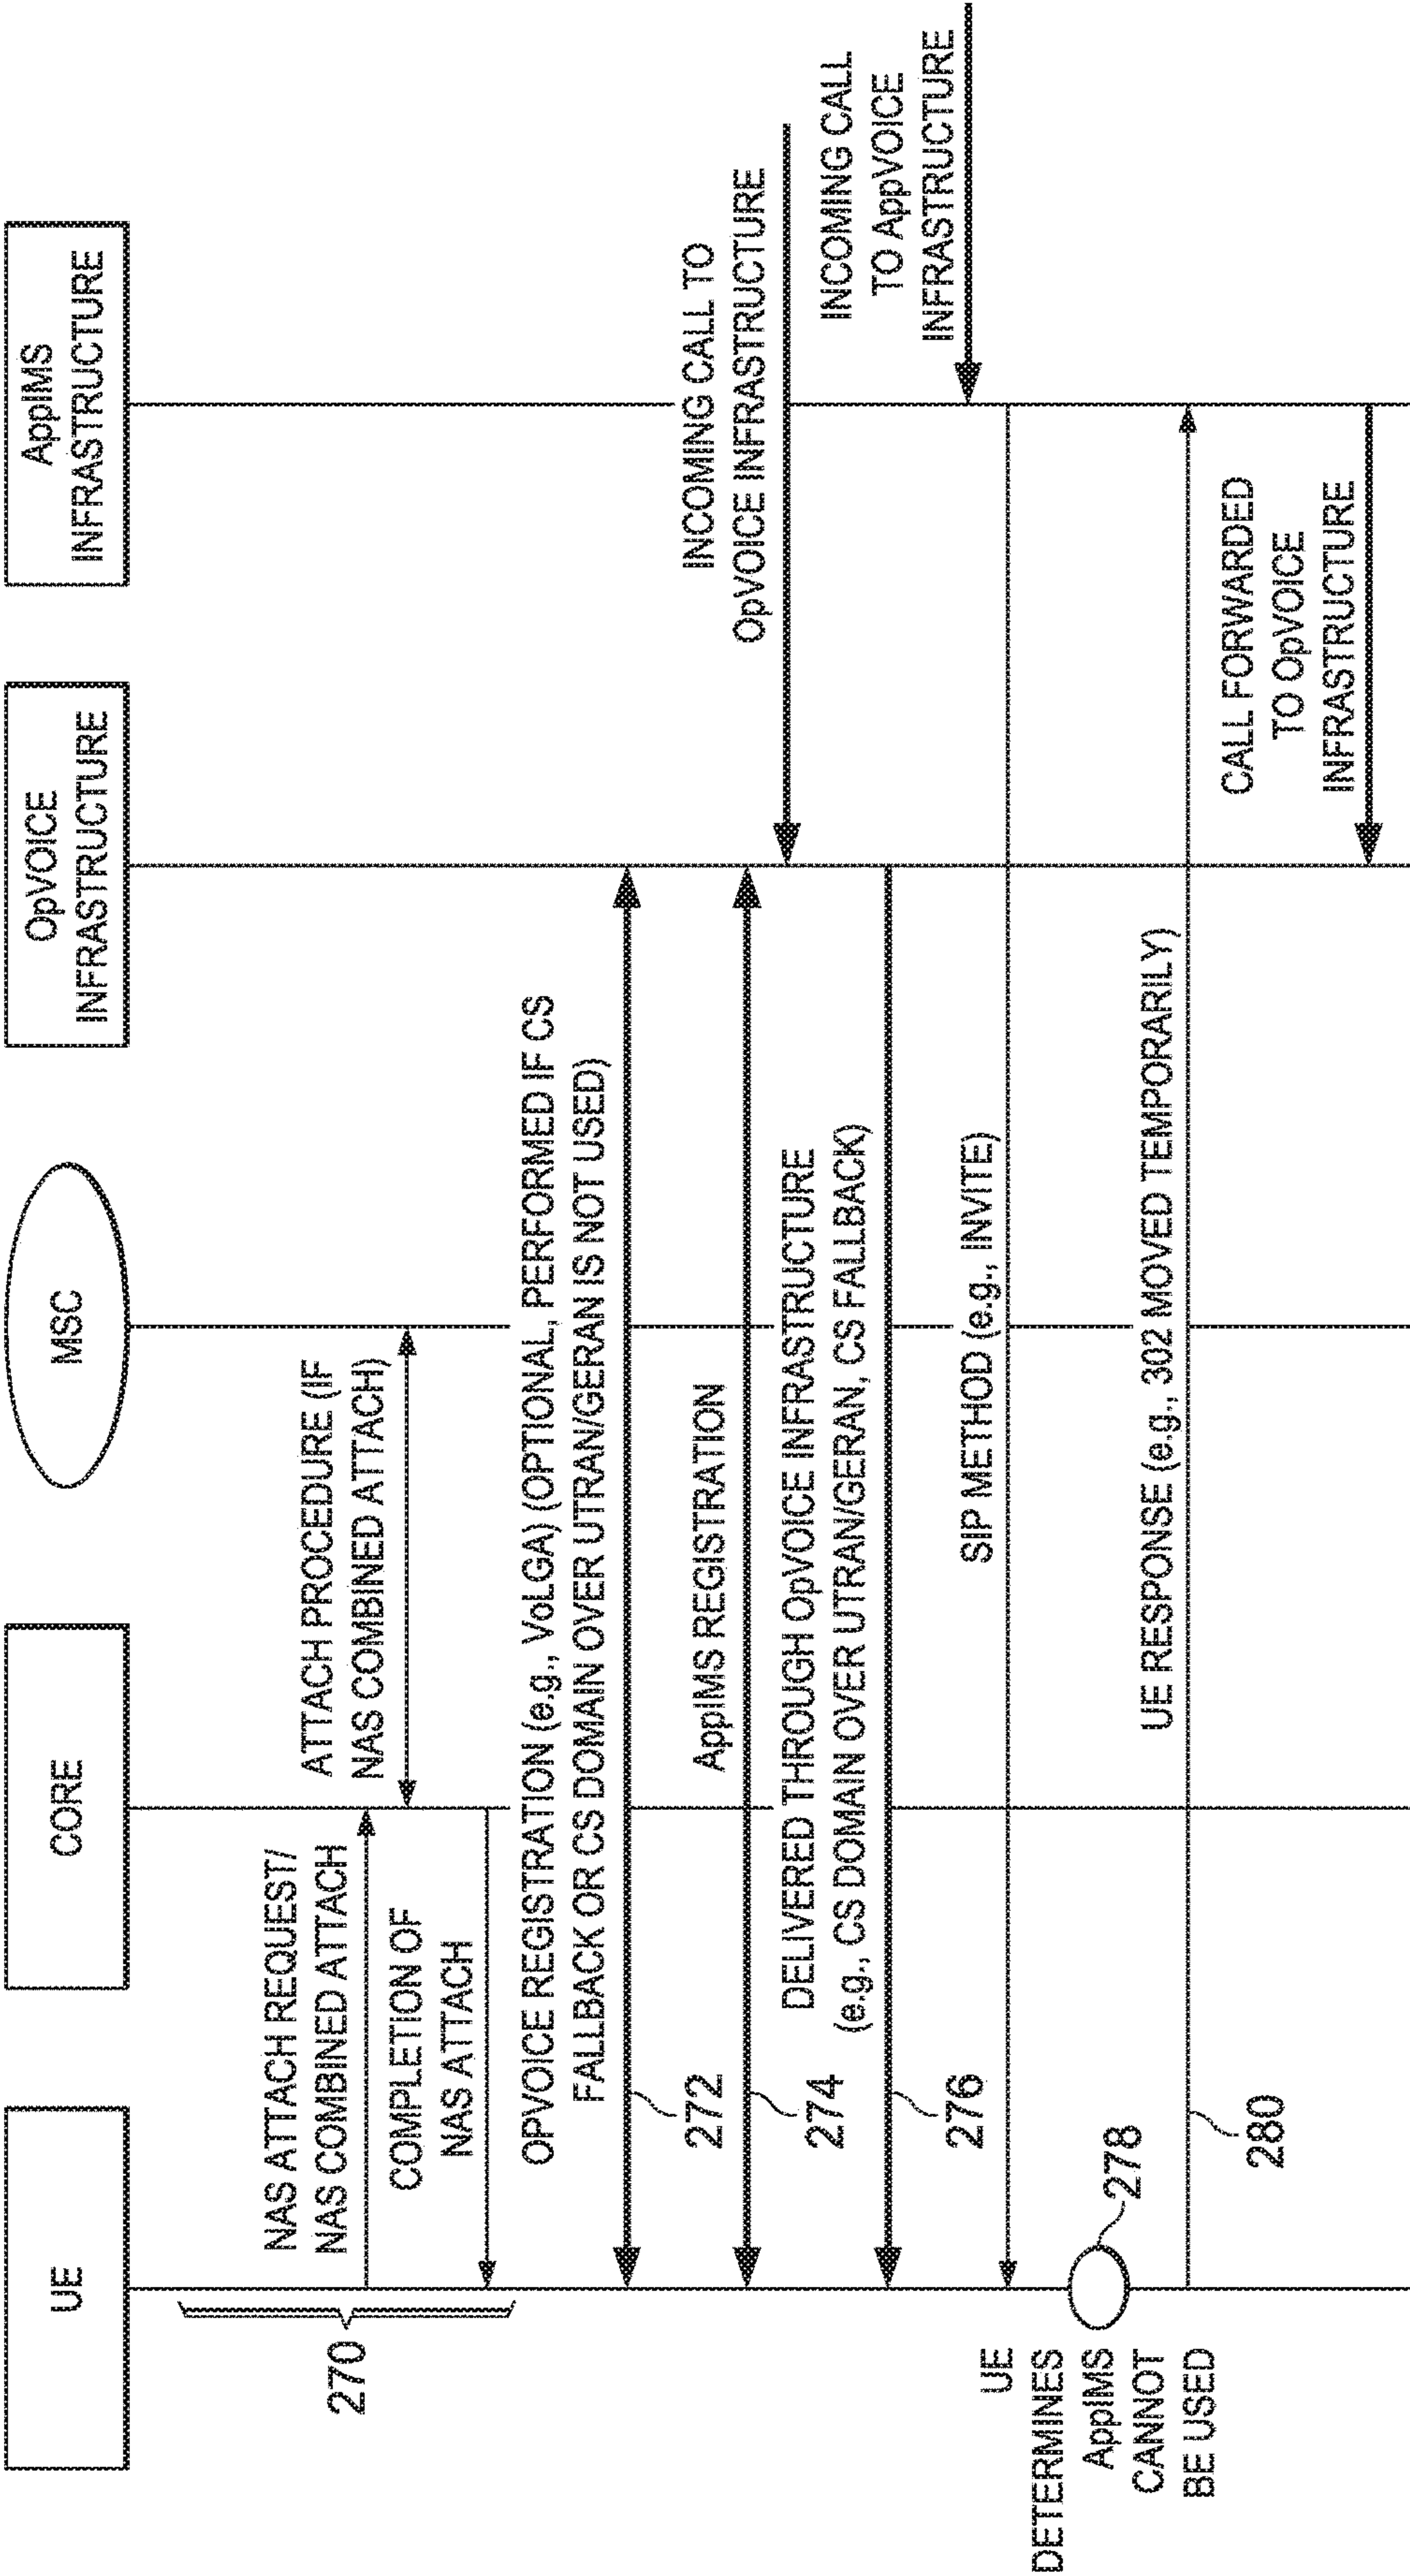 UE
CORE
MSC
OpVOICE
INFRASTRUCTURE
AppIMS
INFRASTRUCTURE
270
NAS ATTACH REQUEST/
NAS COMBINED ATTACH
ATTACH PROCEDURE (IF
NAS COMBINED ATTACH)
COMPLETION OF
NAS ATTACH
OPVOICE REGISTRATION (e.g., VoLGA) (OPTIONAL, PERFORMED IF CS
FALLBACK OR CS DOMAIN OVER UTRAN/GERAN IS NOT USED)
272
AppIMS REGISTRATION
274
INCOMING CALL TO
OpVOICE INFRASTRUCTURE
DELIVERED THROUGH OpVOICE INFRASTRUCTURE
(e.g., CS DOMAIN OVER UTRAN/GERAN, CS FALLBACK)
276
INCOMING CALL
TO AppVOICE
INFRASTRUCTURE
SIP METHOD (e.g., INVITE)
UE
DETERMINES
AppIMS
CANNOT
BE USED
278
UE RESPONSE (e.g., 302 MOVED TEMPORARILY)
280
CALL FORWARDED
TO OpVOICE
INFRASTRUCTURE